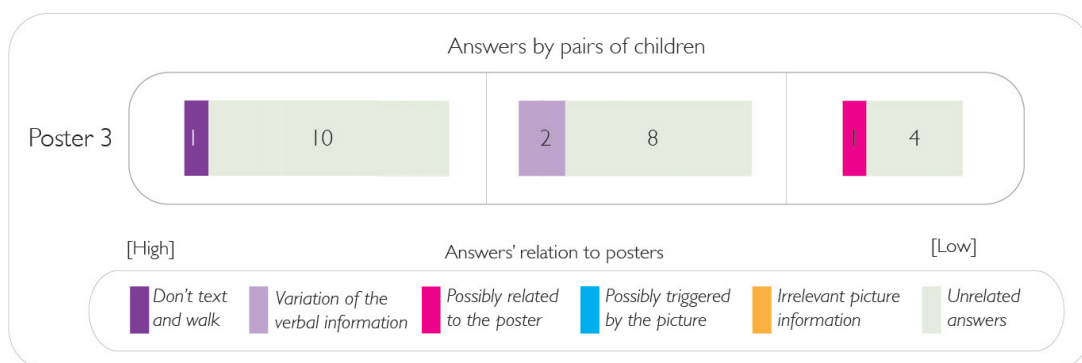 Answers by pairs of children
Poster 3
1 10 2 8 1 4
[High] Answers' relation to posters [Low]
Don't text
and walk
Variation of the
verbal information
Possibly related
to the poster
Possibly triggered
by the picture
Irrelevant picture
information
Unrelated
answers